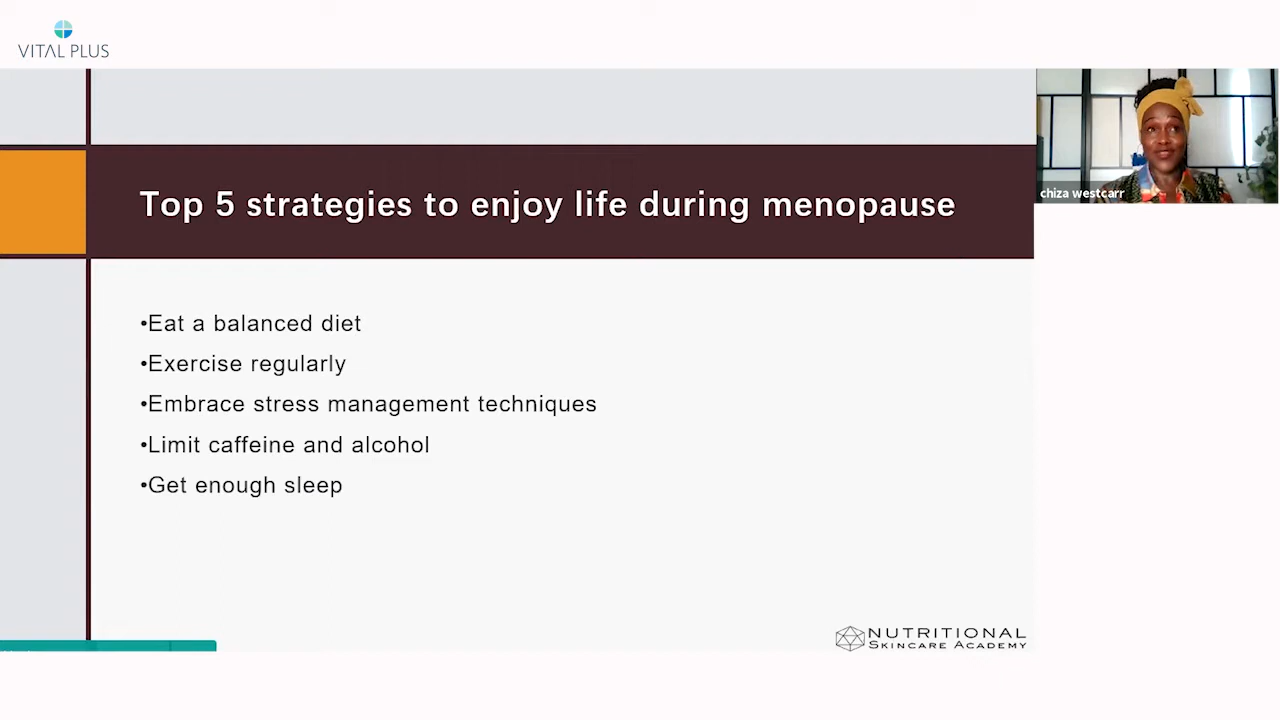 VITAL PLUS
chiza westcarr
Top 5 strategies to enjoy life during menopause
•Eat a balanced diet
•Exercise regularly
•Embrace stress management techniques
•Limit caffeine and alcohol
•Get enough sleep
NUTRITIONAL
SKINCARE ACADEMY